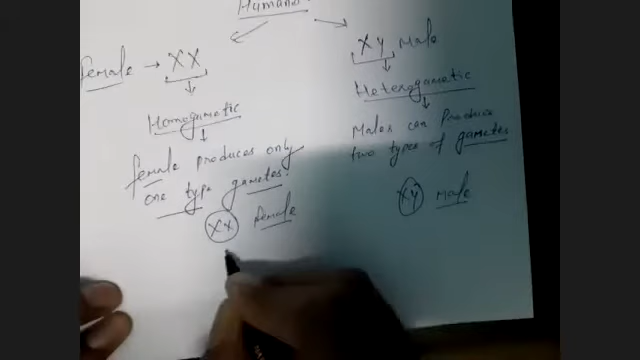 Humans
Female → XX
XY Male
Homogametic
Heterogametic
female produces only
one type gametes.
Males can produce
two types of gametes
XX female
XY male